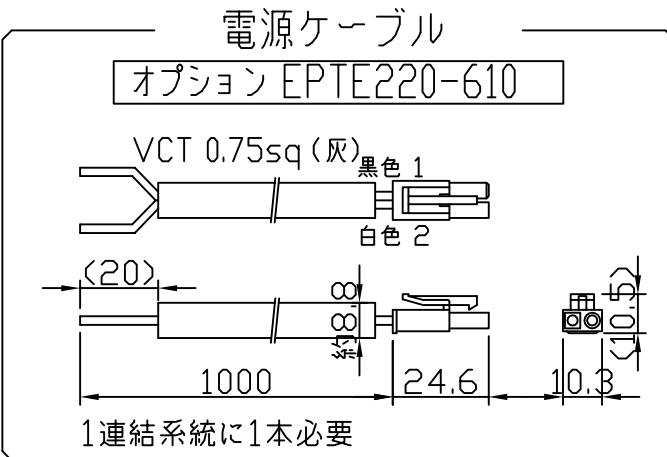 電源ケーブル
オプション EPTE220-610
VCT 0.75sq (灰)
黒色 1
白色 2
(20)
約8.8
(10.5)
1000
24.6
10.3
1連結系統に1本必要